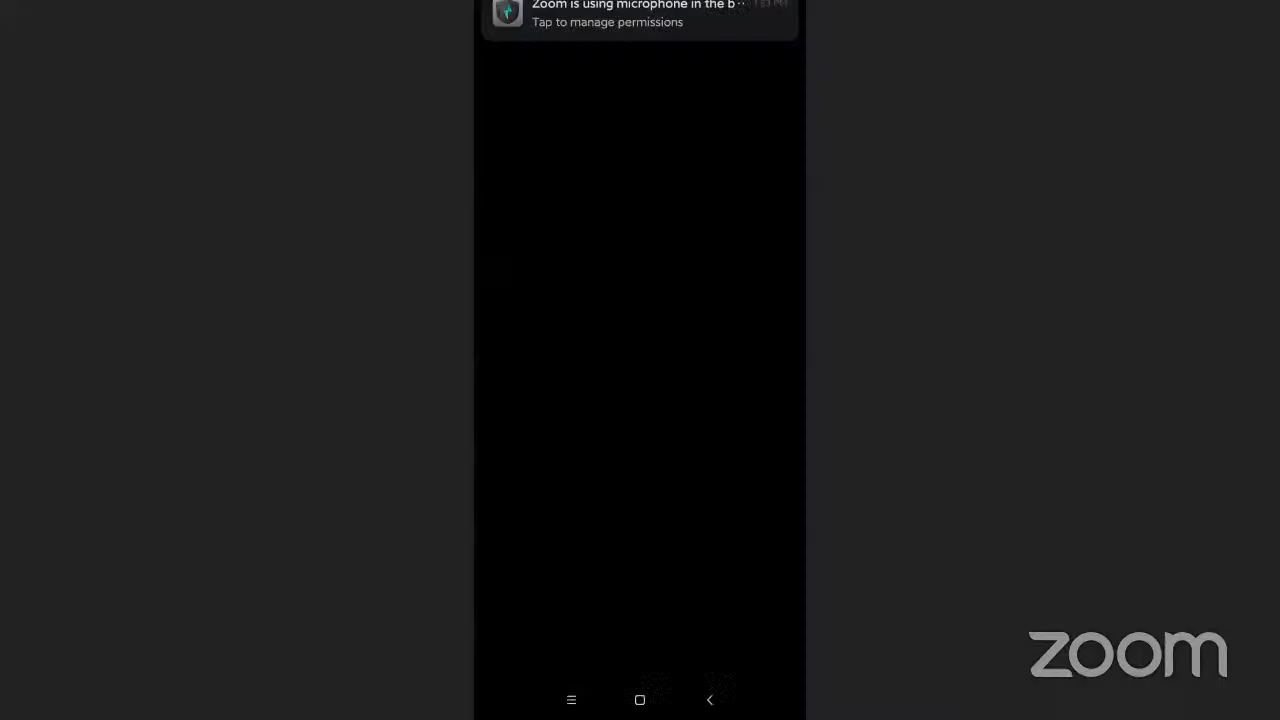 Zoom is using microphone in the b··
Tap to manage permissions
zoom